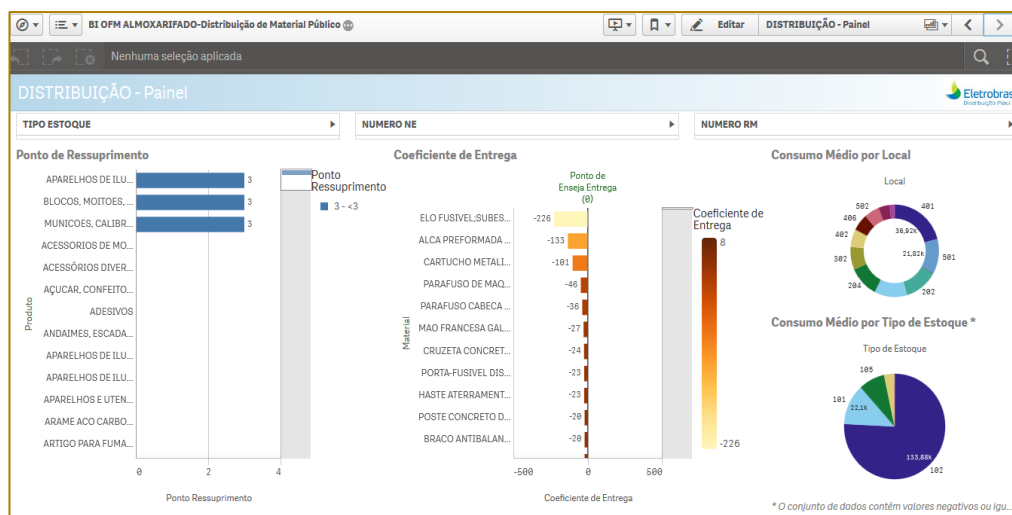 BI OFM ALMOXARIFADO-Distribuição de Material Público
Editar
DISTRIBUIÇÃO - Painel
Nenhuma seleção aplicada
DISTRIBUIÇÃO - Painel
Eletrobras
Distribuição Piauí
TIPO ESTOQUE
NUMERO NE
NUMERO RM
Ponto de Ressuprimento
APARELHOS DE ILU...
BLOCOS, MOITOES, ...
MUNICOES, CALIBR...
ACESSORIOS DE MO...
ACESSÓRIOS DIVER...
AÇUCAR, CONFEITO...
ADESIVOS
ANDAIMES, ESCADA...
APARELHOS DE ILU...
APARELHOS DE ILU...
APARELHOS E UTEN...
ARAME ACO CARBO...
ARTIGO PARA FUMA...
Produto
3
3
3
0
2
4
Ponto Ressuprimento
Ponto
Ressuprimento
3 - <3
Coeficiente de Entrega
Ponto de
Enseja Entrega
(0)
ELO FUSIVEL;SUBES...
ALCA PREFORMADA ...
CARTUCHO METALI...
PARAFUSO DE MAQ...
PARAFUSO CABECA ...
MAO FRANCESA GAL...
CRUZETA CONCRET...
PORTA-FUSIVEL DIS...
HASTE ATERRAMENT...
POSTE CONCRETO D...
BRACO ANTIBALAN...
Material
-226
-133
-101
-46
-36
-27
-24
-23
-23
-20
-20
-500
0
500
Coeficiente de Entrega
Coeficiente de
Entrega
8
-226
Consumo Médio por Local
Local
502
401
406
36,92k
402
21,82k
501
302
204
202
Consumo Médio por Tipo de Estoque *
Tipo de Estoque
105
101
22,1k
133,88k
102
* O conjunto de dados contém valores negativos ou igu...